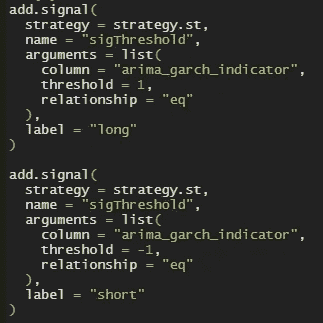 add.signal(
  strategy = strategy.st,
  name = "sigThreshold",
  arguments = list(
    column = "arima_garch_indicator",
    threshold = 1,
    relationship = "eq"
  ),
  label = "long"
)

add.signal(
  strategy = strategy.st,
  name = "sigThreshold",
  arguments = list(
    column = "arima_garch_indicator",
    threshold = -1,
    relationship = "eq"
  ),
  label = "short"
)